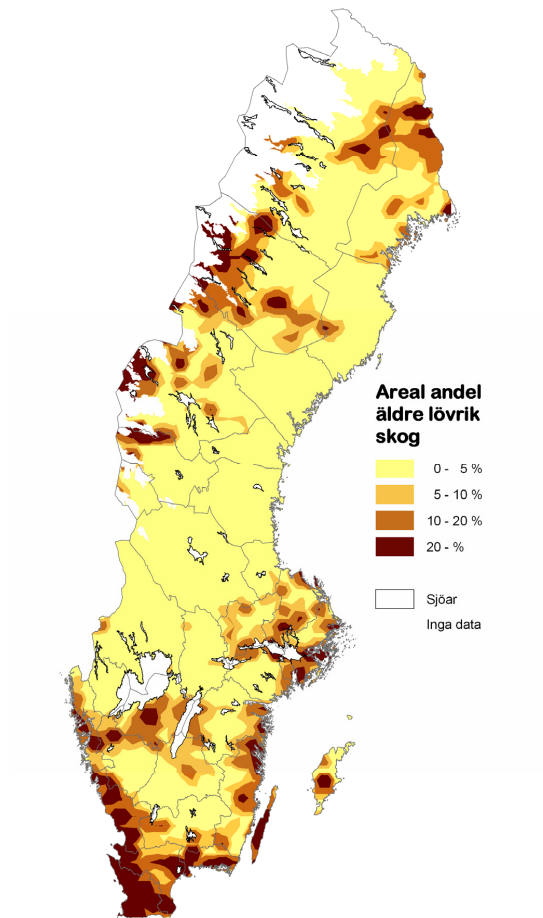 Areal andel
äldre lövrik
skog
0 - 5 %
5 - 10 %
10 - 20 %
20 - %
Sjöar
Inga data